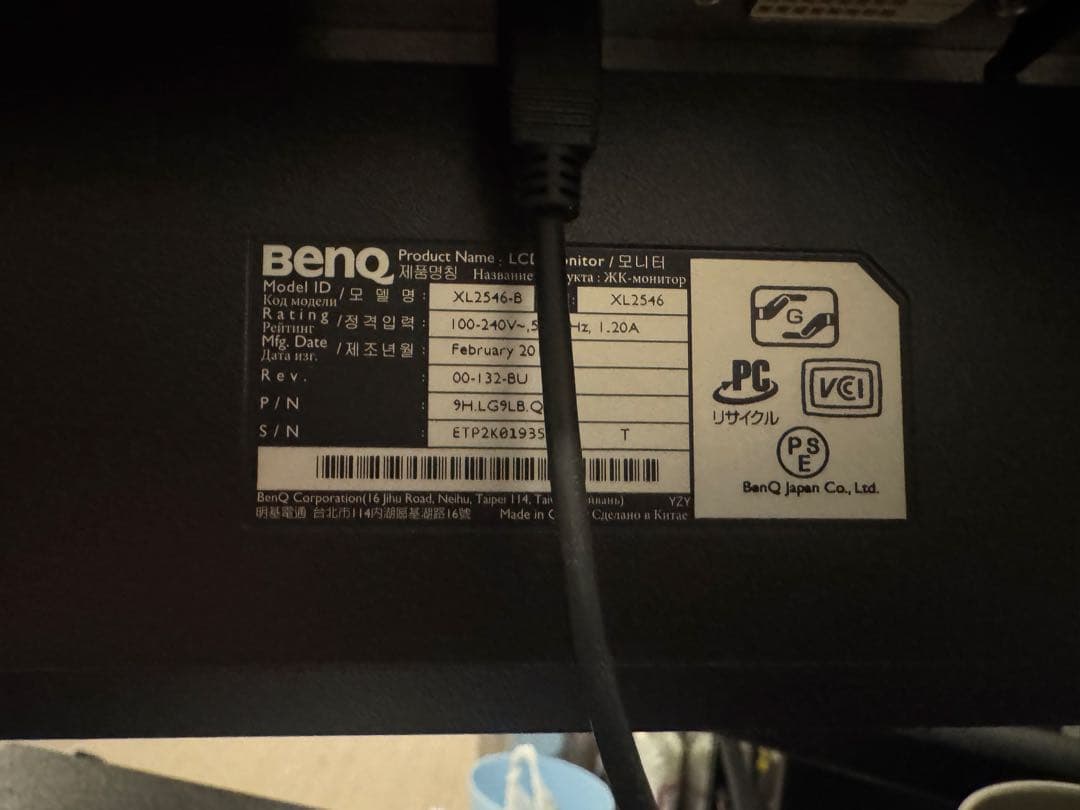 BenQ
Product Name : LCD Monitor / 모니터
제품명칭 Название : ЖК-монитор
Model ID
Код модели / 모 델 명 : XL2546-B : XL2546
Rating
Рейтинг / 정격입력 : 100-240V~, Hz, 1.20A
Mfg. Date
Дата изг. / 제조년월 : February 20
Rev. : 00-132-BU
P/N : 9H.LG9LB.Q
S/N : ETP2K01935 T
BenQ Corporation(16 Jihu Road, Neihu, Taipei 114,
YZY
明基電通 台北市114內湖區基湖路16號 Made in Сделано в Китае
G
PC
リサイクル
VCI
PSE
BenQ Japan Co., Ltd.